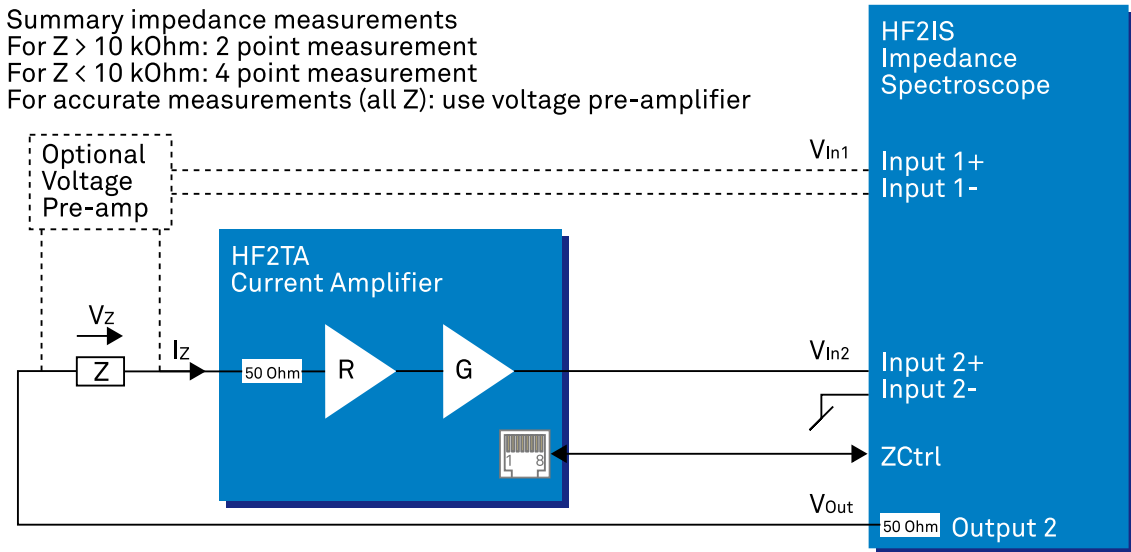 Summary impedance measurements
For Z > 10 kOhm: 2 point measurement
For Z < 10 kOhm: 4 point measurement
For accurate measurements (all Z): use voltage pre-amplifier
HF2IS
Impedance
Spectroscope
Optional
Voltage
Pre-amp
VIn1
Input 1+
Input 1-
HF2TA
Current Amplifier
VZ
Z
IZ
50 Ohm
R
G
VIn2
Input 2+
Input 2-
1 8
ZCtrl
VOut
50 Ohm
Output 2